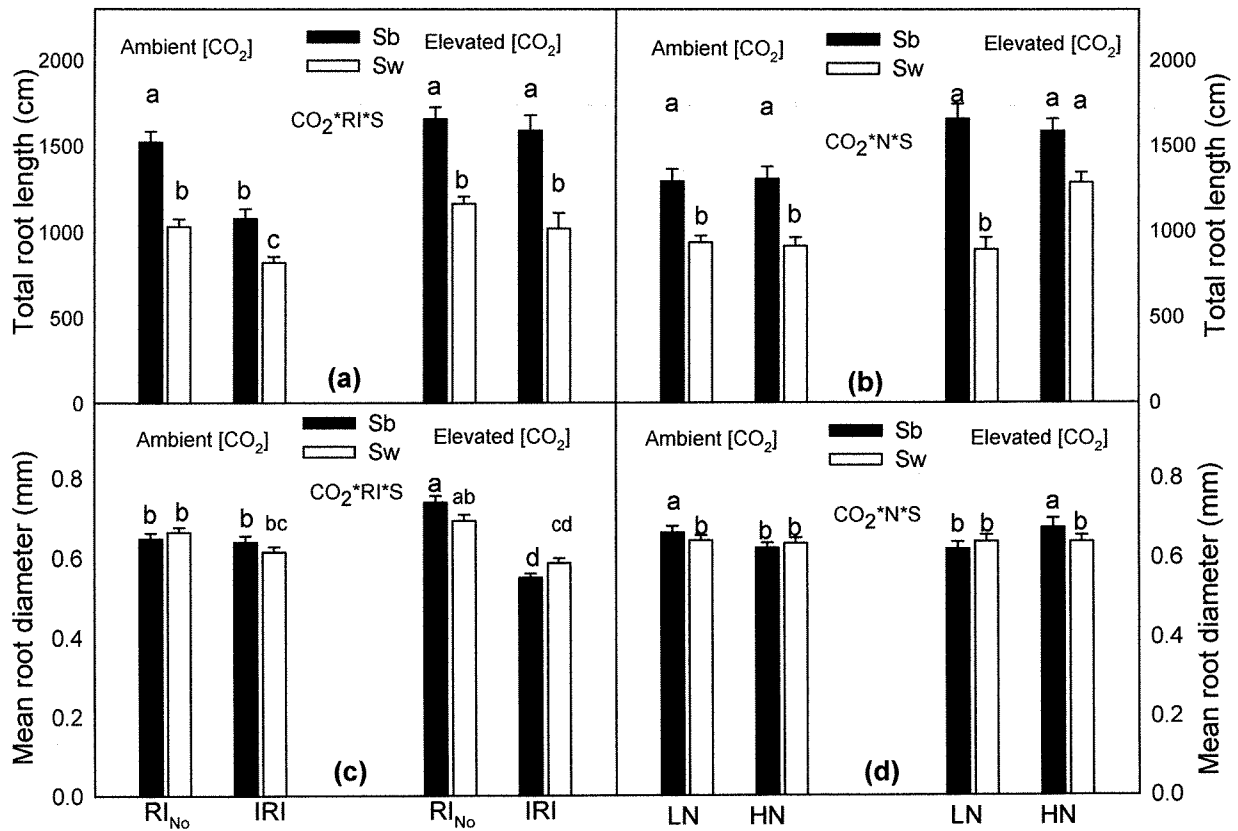 Ambient [CO2]
Sb
Sw
Elevated [CO2]
CO2*RI*S
a
b
b
c
a
b
a
b
(a)
2000
1500
1000
500
0
Total root length (cm)
Ambient [CO2]
Sb
Sw
Elevated [CO2]
CO2*N*S
a
b
a
b
a
b
a
a
(b)
2000
1500
1000
500
0
Total root length (cm)
Ambient [CO2]
Sb
Sw
Elevated [CO2]
CO2*RI*S
b
b
b
bc
a
ab
d
cd
(c)
0.8
0.6
0.4
0.2
0.0
Mean root diameter (mm)
RINo
IRI
RINo
IRI
Ambient [CO2]
Sb
Sw
Elevated [CO2]
CO2*N*S
a
b
b
b
b
b
a
b
(d)
0.8
0.6
0.4
0.2
0.0
Mean root diameter (mm)
LN
HN
LN
HN